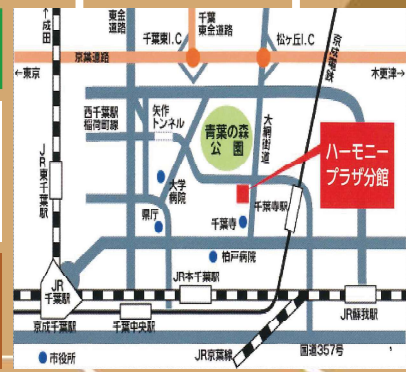 ↑成田
東金道路
千葉東I.C
千葉
東金道路
松ヶ丘I.C
京成電鉄
京葉道路
←東京
木更津→
西千葉駅
稲荷町線
矢作
トンネル
青葉の森
公園
大網街道
ハーモニー
プラザ分館
JR東千葉駅
大学
病院
県庁
千葉寺
千葉寺駅
柏戸病院
JR
千葉駅
JR本千葉駅
京成千葉駅
千葉中央駅
JR蘇我駅
市役所
JR京葉線
国道357号